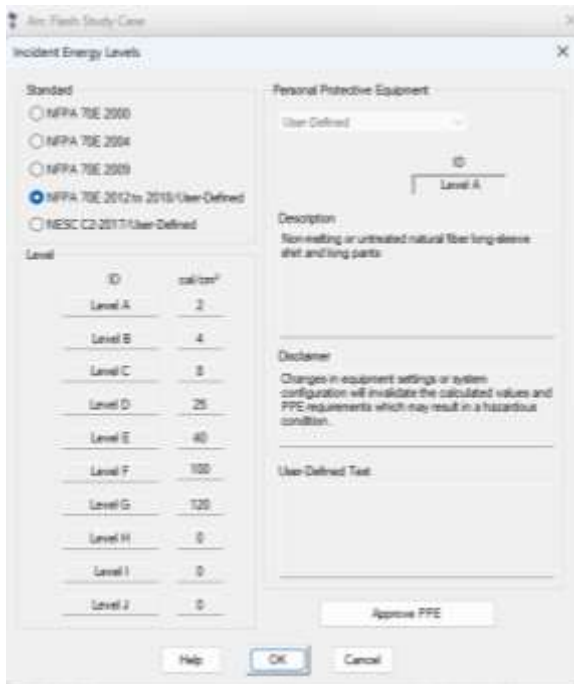 Arc Flash Study Case
Incident Energy Levels
Standard
NFPA 70E 2000
NFPA 70E 2004
NFPA 70E 2009
NFPA 70E 2012 to 2018/User-Defined
NESC C2-2017/User-Defined
Level
ID cal/cm²
Level A 2
Level B 4
Level C 8
Level D 25
Level E 40
Level F 100
Level G 120
Level H 0
Level I 0
Level J 0
Personal Protective Equipment
User-Defined
ID
Level A
Description
Non-melting or untreated natural fiber long-sleeve
shirt and long pants
Disclaimer
Changes in equipment settings or system
configuration will invalidate the calculated values and
PPE requirements which may result in a hazardous
condition.
User-Defined Text
Approve PPE
Help OK Cancel